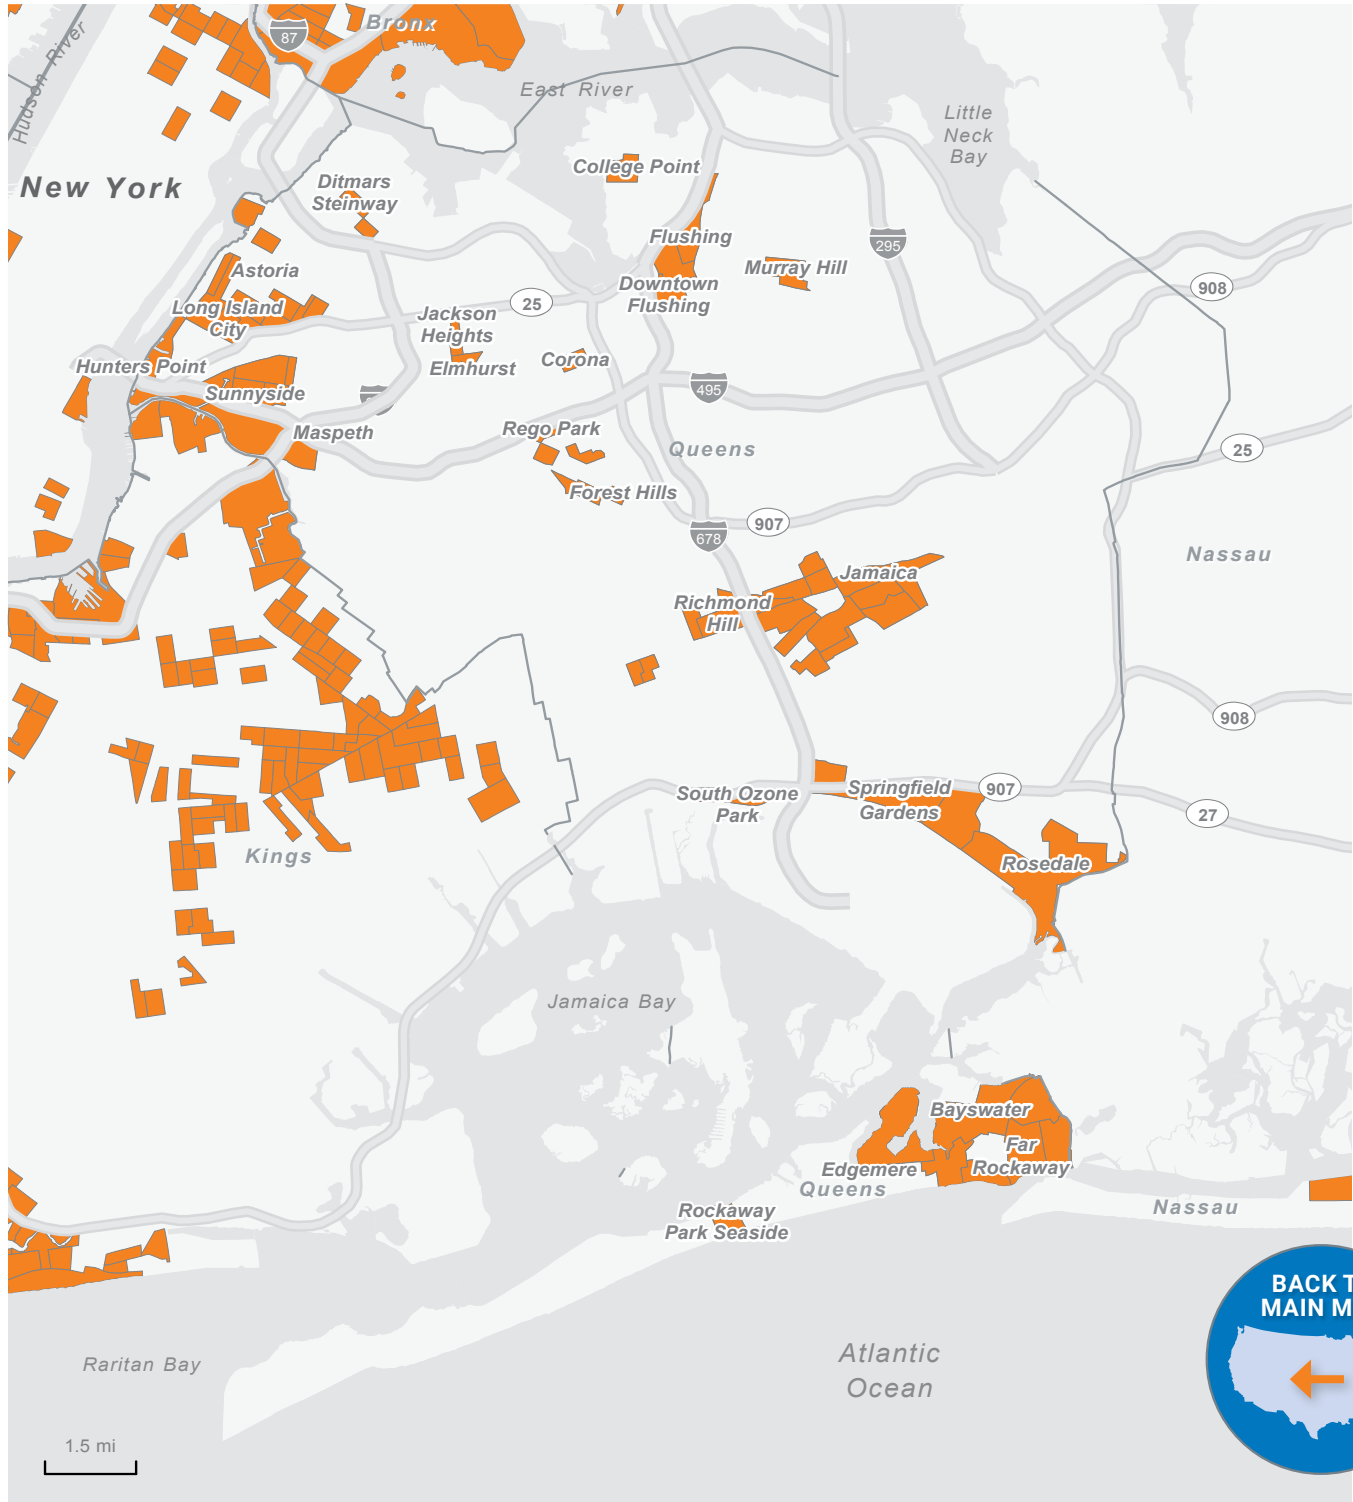 Bronx
87
Hudson River
East River
Little
Neck
Bay
College Point
New York
Ditmars
Steinway
Flushing
295
Murray Hill
Astoria
Downtown
Flushing
908
25
Long Island
City
Jackson
Heights
Hunters Point
Elmhurst
Corona
495
Sunnyside
Maspeth
Rego Park
Queens
25
Forest Hills
907
678
Nassau
Jamaica
Richmond
Hill
908
South Ozone
Park
Springfield
Gardens
907
27
Kings
Rosedale
Jamaica Bay
Bayswater
Far
Rockaway
Edgemere
Queens
Nassau
Rockaway
Park Seaside
BACK T
MAIN M
Atlantic
Ocean
Raritan Bay
1.5 mi